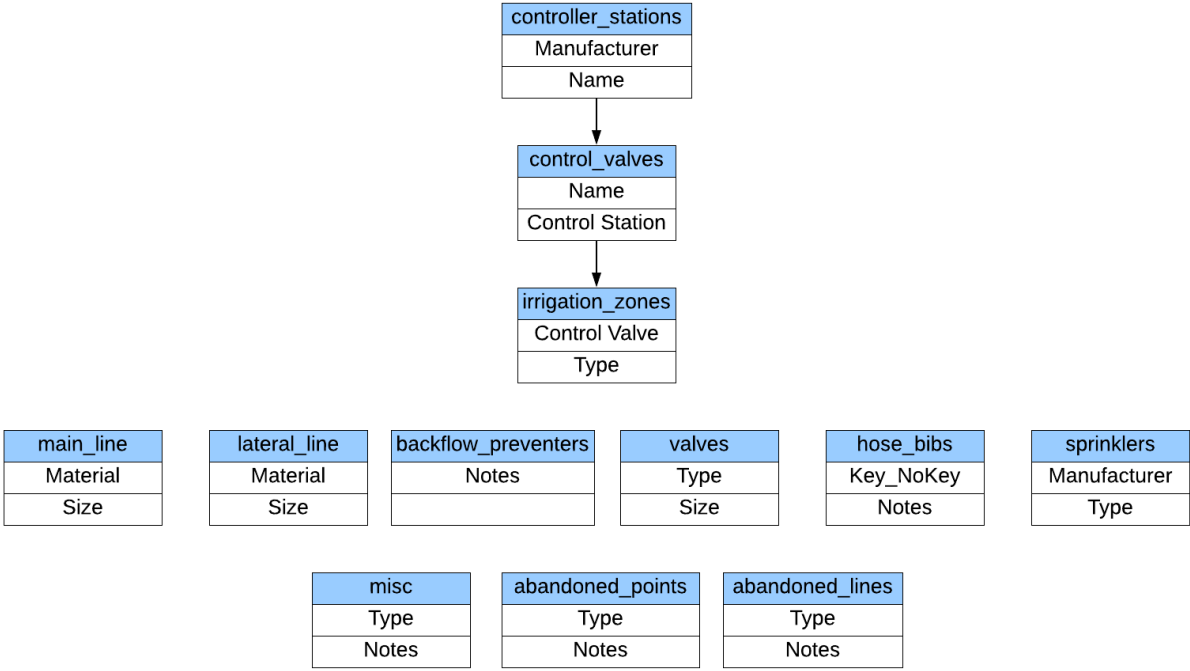 controller_stations
Manufacturer
Name
control_valves
Name
Control Station
irrigation_zones
Control Valve
Type
main_line
Material
Size
lateral_line
Material
Size
backflow_preventers
Notes
valves
Type
Size
hose_bibs
Key_NoKey
Notes
sprinklers
Manufacturer
Type
misc
Type
Notes
abandoned_points
Type
Notes
abandoned_lines
Type
Notes